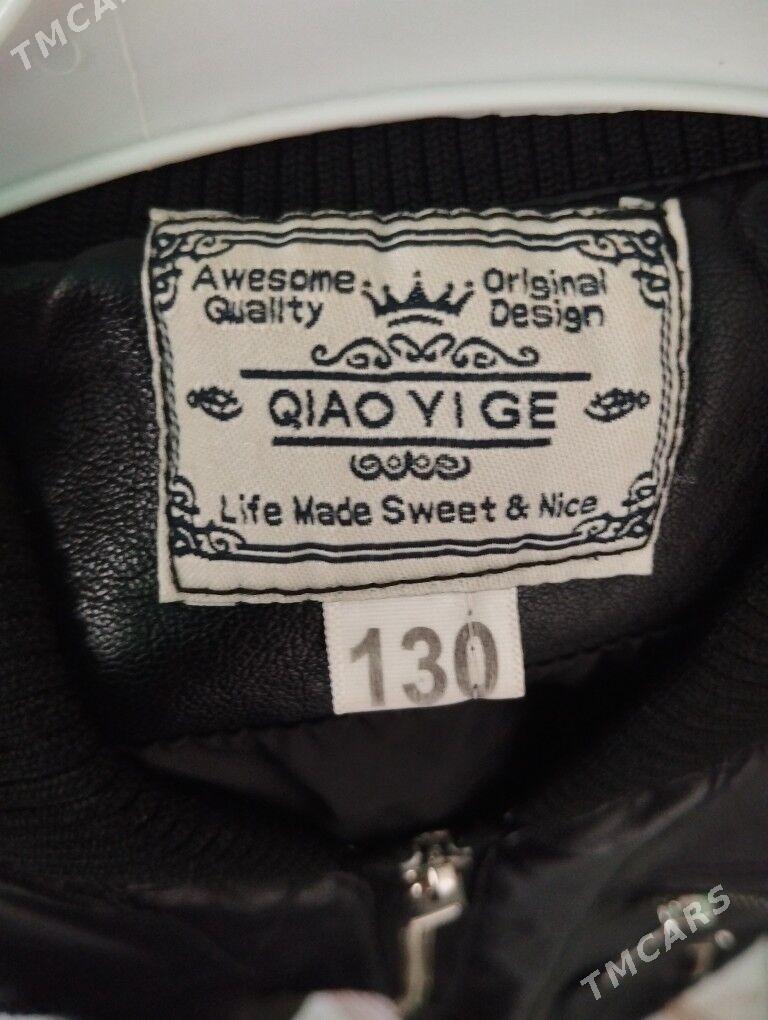 TMCARS
Awesome Original
Quality Design
QIAO YI GE
Life Made Sweet & Nice
130
TMCARS